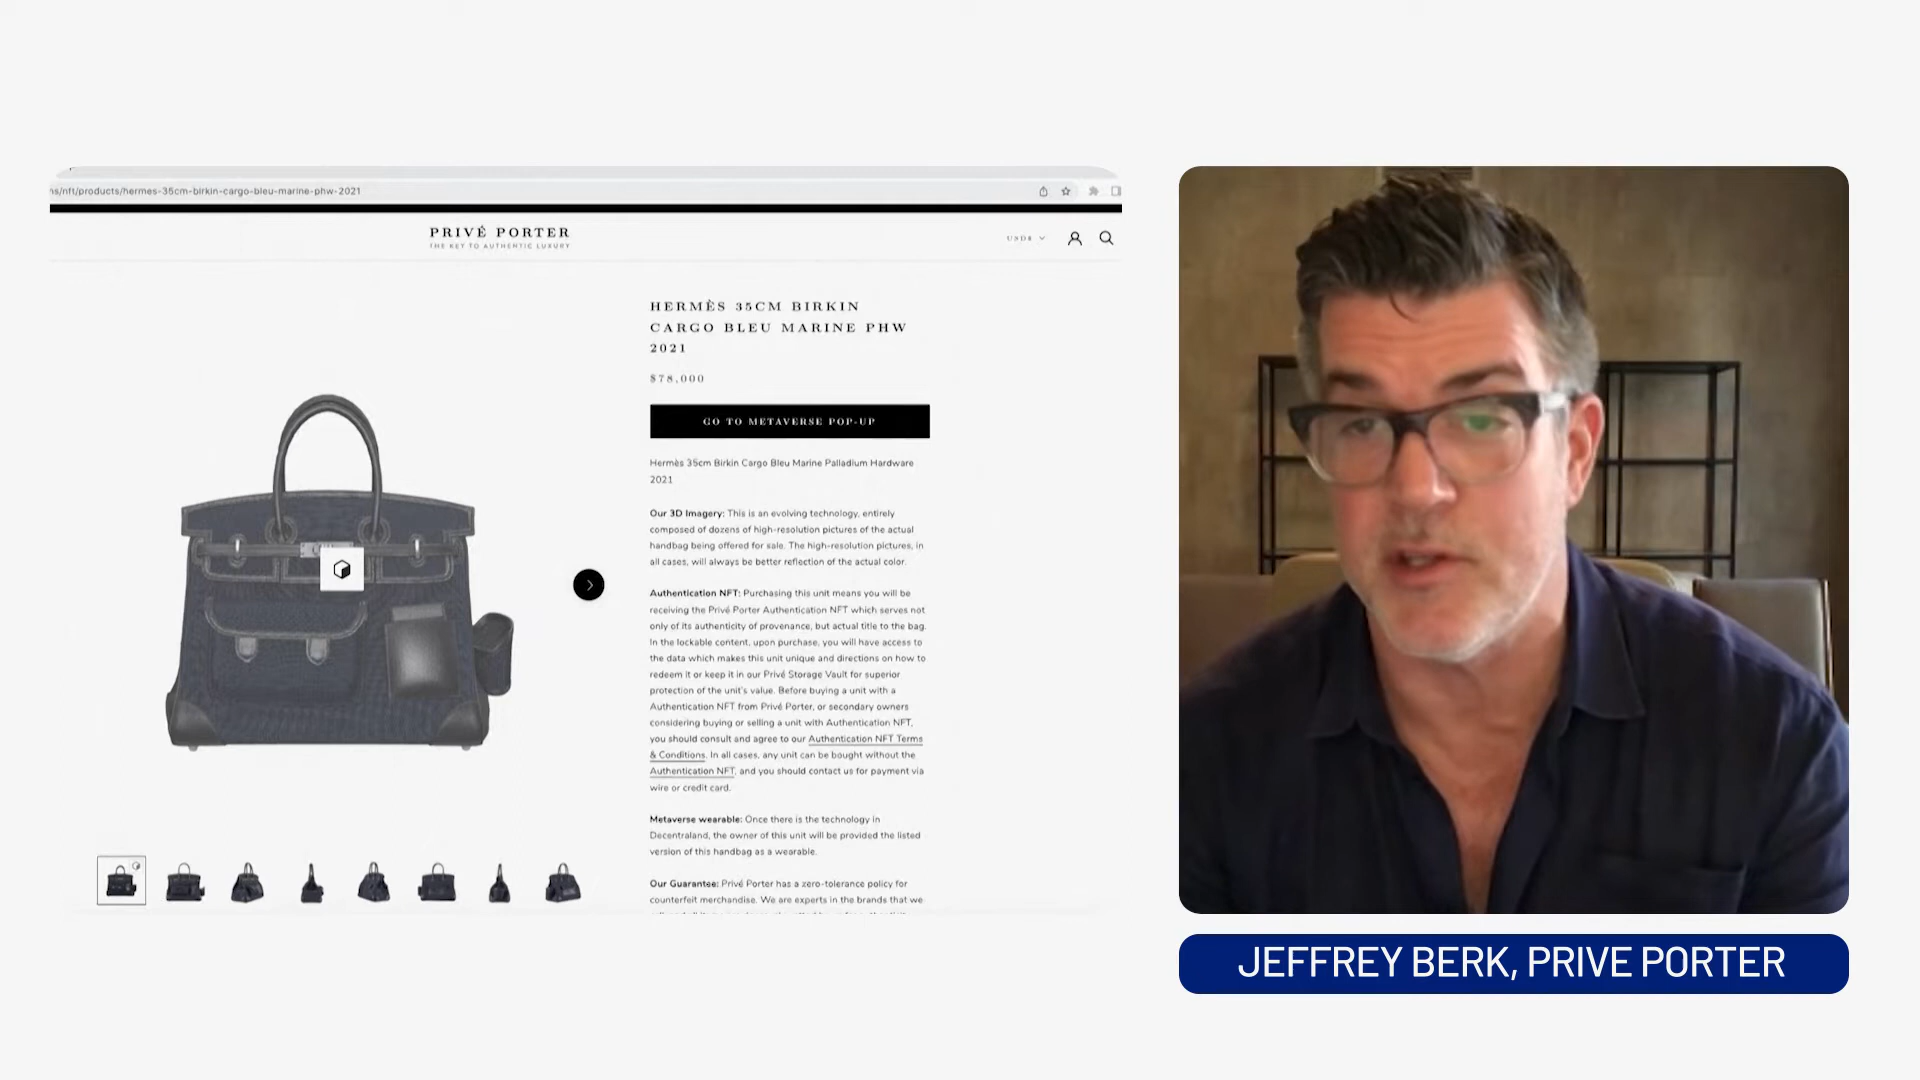 ns/nft/products/hermes-35cm-birkin-cargo-bleu-marine-phw-2021
PRIVÉ PORTER
THE KEY TO AUTHENTIC LUXURY
USD$
HERMÈS 35CM BIRKIN
CARGO BLEU MARINE PHW
2021
$78,000
GO TO METAVERSE POP-UP
Hermès 35cm Birkin Cargo Bleu Marine Palladium Hardware
2021
Our 3D Imagery: This is an evolving technology, entirely
composed of dozens of high-resolution pictures of the actual
handbag being offered for sale. The high-resolution pictures, in
all cases, will always be better reflection of the actual color.
Authentication NFT: Purchasing this unit means you will be
receiving the Privé Porter Authentication NFT which serves not
only of its authenticity of provenance, but actual title to the bag.
In the lockable content, upon purchase, you will have access to
the data which makes this unit unique and directions on how to
redeem it or keep it in our Privé Storage Vault for superior
protection of the unit's value. Before buying a unit with a
Authentication NFT from Privé Porter, or secondary owners
considering buying or selling a unit with Authentication NFT,
you should consult and agree to our Authentication NFT Terms
& Conditions. In all cases, any unit can be bought without the
Authentication NFT, and you should contact us for payment via
wire or credit card.
Metaverse wearable: Once there is the technology in
Decentraland, the owner of this unit will be provided the listed
version of this handbag as a wearable.
Our Guarantee: Privé Porter has a zero-tolerance policy for
counterfeit merchandise. We are experts in the brands that we
JEFFREY BERK, PRIVE PORTER